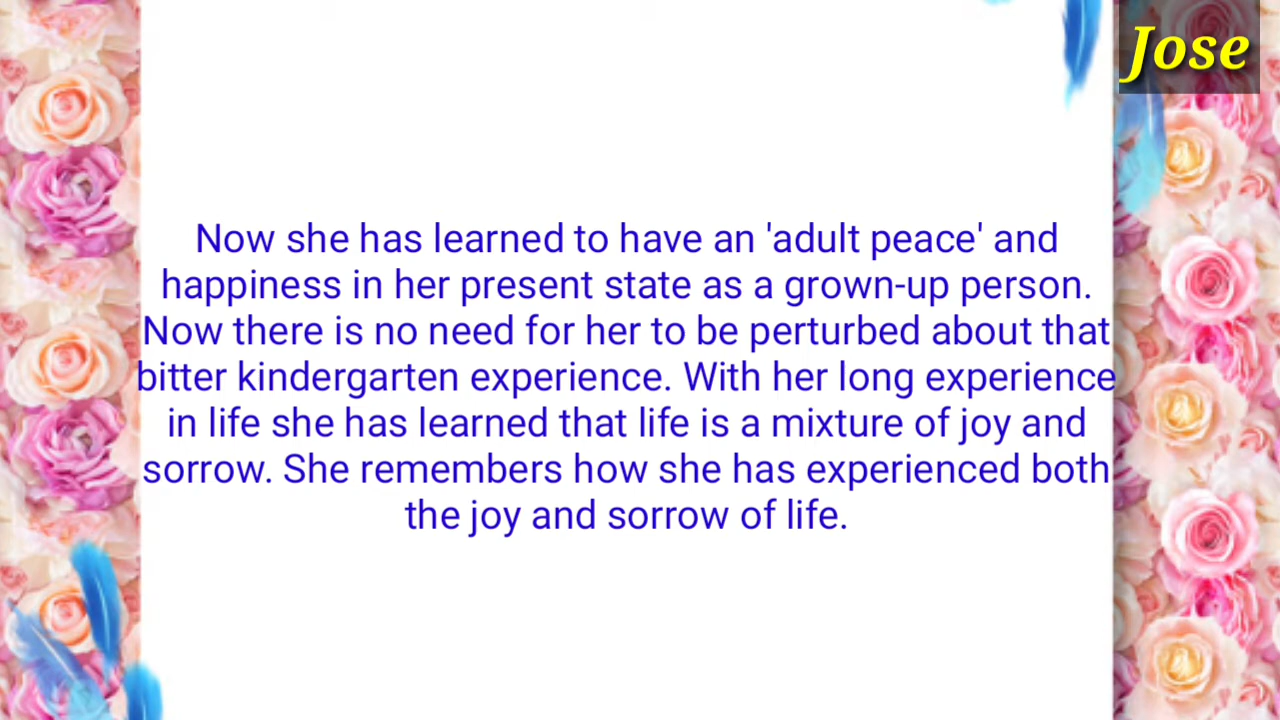 Jose
Now she has learned to have an 'adult peace' and
happiness in her present state as a grown-up person.
Now there is no need for her to be perturbed about that
bitter kindergarten experience. With her long experience
in life she has learned that life is a mixture of joy and
sorrow. She remembers how she has experienced both
the joy and sorrow of life.